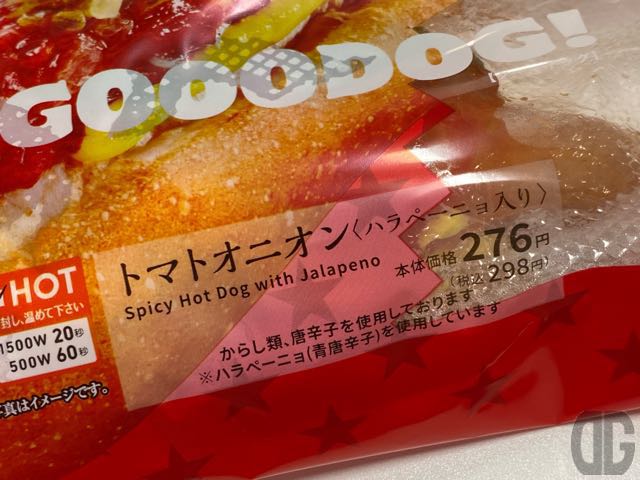 GOOODOG!
トマトオニオン〈ハラペーニョ入り〉
Spicy Hot Dog with Jalapeno
本体価格 276円
(税込 298円)
からし類、唐辛子を使用しております
※ハラペーニョ(青唐辛子)を使用しています
HOT
封し、温めて下さい
1500W 20秒
500W 60秒
真はイメージです。
DG